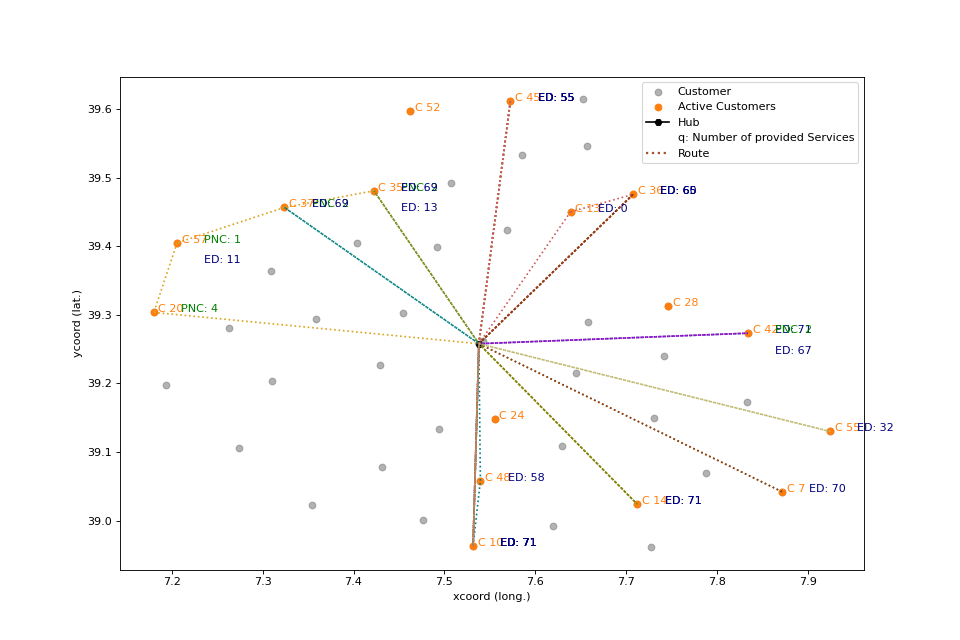 Customer
Active Customers
Hub
q: Number of provided Services
Route
39.6
39.5
39.4
39.3
39.2
39.1
39.0
ycoord (lat.)
7.2
7.3
7.4
7.5
7.6
7.7
7.8
7.9
xcoord (long.)
C 52
C 45
ED: 55
C 35
ED: 13
ED: 69
C 13
ED: 0
C 57
PNC: 1
ED: 11
C 20
PNC: 4
C 28
C 42
ED: 67
C 24
C 55
ED: 32
C 48
ED: 58
C 7
ED: 70
C 14
ED: 71
C 10
ED: 71